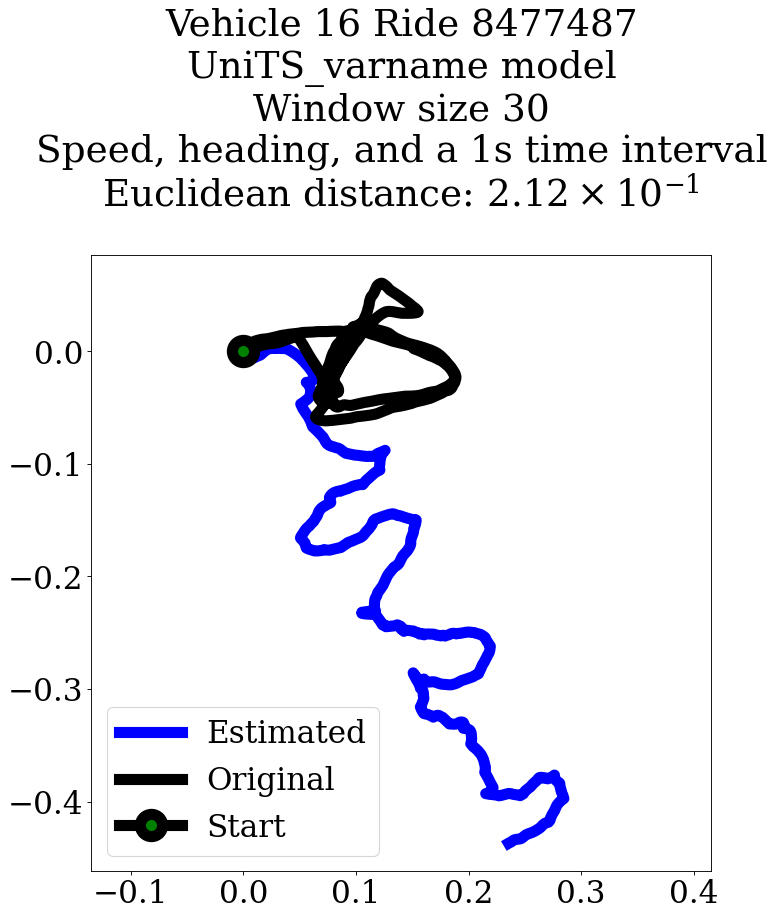 Vehicle 16 Ride 8477487
UniTS_varname model
Window size 30
Speed, heading, and a 1s time interval
Euclidean distance: 2.12 × 10⁻¹
0.0
−0.1
−0.2
−0.3
−0.4
Estimated
Original
Start
−0.1 0.0 0.1 0.2 0.3 0.4